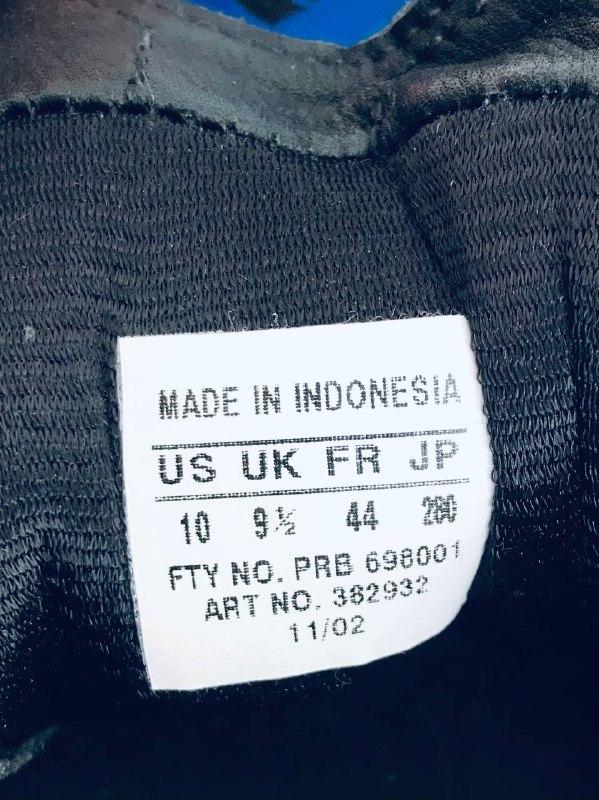 MADE IN INDONESIA
US UK FR JP
10 9½ 44 280
FTY NO. PRB 698001
ART NO. 382932
11/02